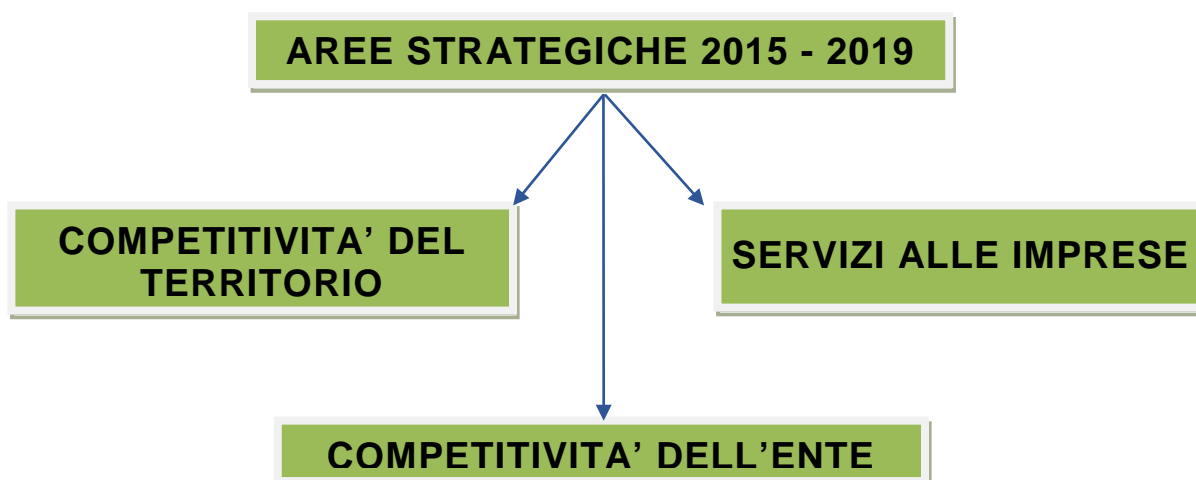 AREE STRATEGICHE 2015 - 2019
COMPETITIVITA’ DEL
TERRITORIO
SERVIZI ALLE IMPRESE
COMPETITIVITA’ DELL’ENTE